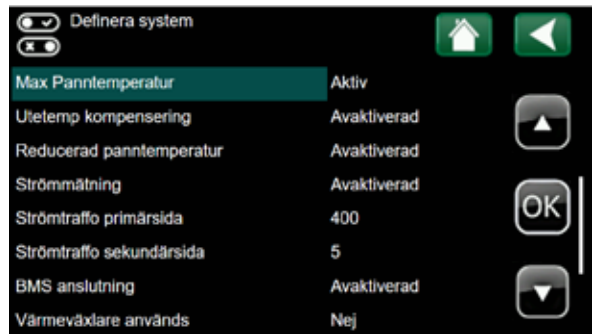 Definera system
Max Panntemperatur Aktiv
Utetemp kompensering Avaktiverad
Reducerad panntemperatur Avaktiverad
Strömmätning Avaktiverad
Strömtraffo primärsida 400
Strömtraffo sekundärsida 5
BMS anslutning Avaktiverad
Värmeväxlare används Nej
OK